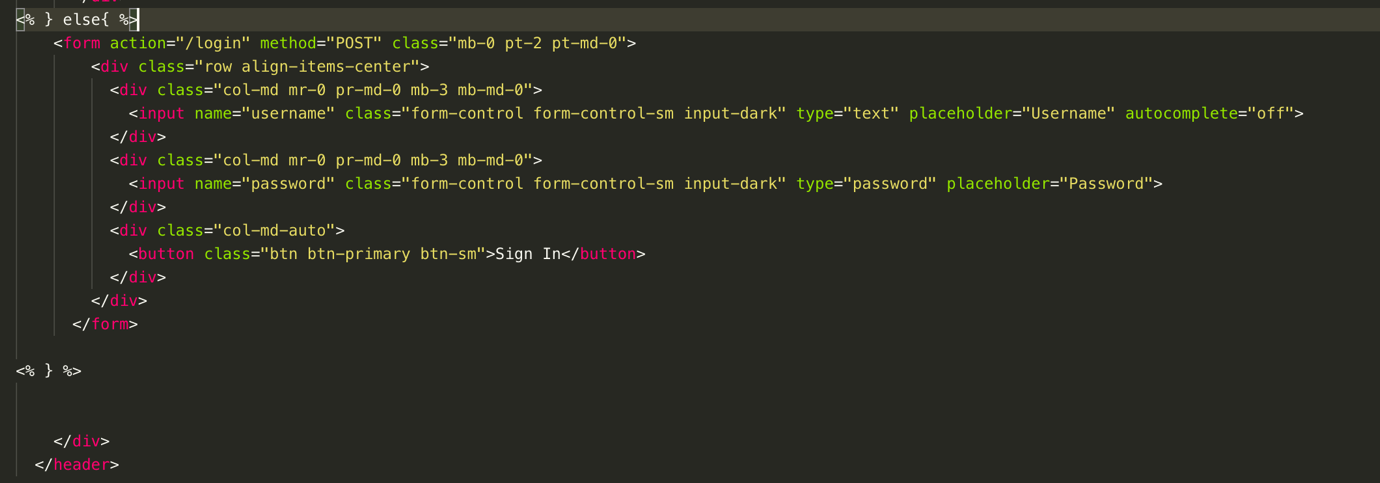 </div>
<% } else{ %>
<form action="/login" method="POST" class="mb-0 pt-2 pt-md-0">
<div class="row align-items-center">
<div class="col-md mr-0 pr-md-0 mb-3 mb-md-0">
<input name="username" class="form-control form-control-sm input-dark" type="text" placeholder="Username" autocomplete="off">
</div>
<div class="col-md mr-0 pr-md-0 mb-3 mb-md-0">
<input name="password" class="form-control form-control-sm input-dark" type="password" placeholder="Password">
</div>
<div class="col-md-auto">
<button class="btn btn-primary btn-sm">Sign In</button>
</div>
</div>
</form>
<% } %>
</div>
</header>